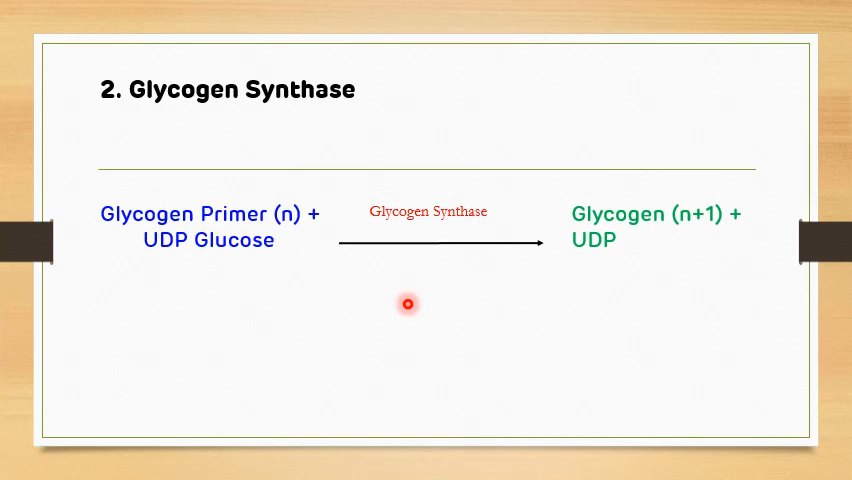 2. Glycogen Synthase
Glycogen Primer (n) +
UDP Glucose
Glycogen Synthase
Glycogen (n+1) +
UDP